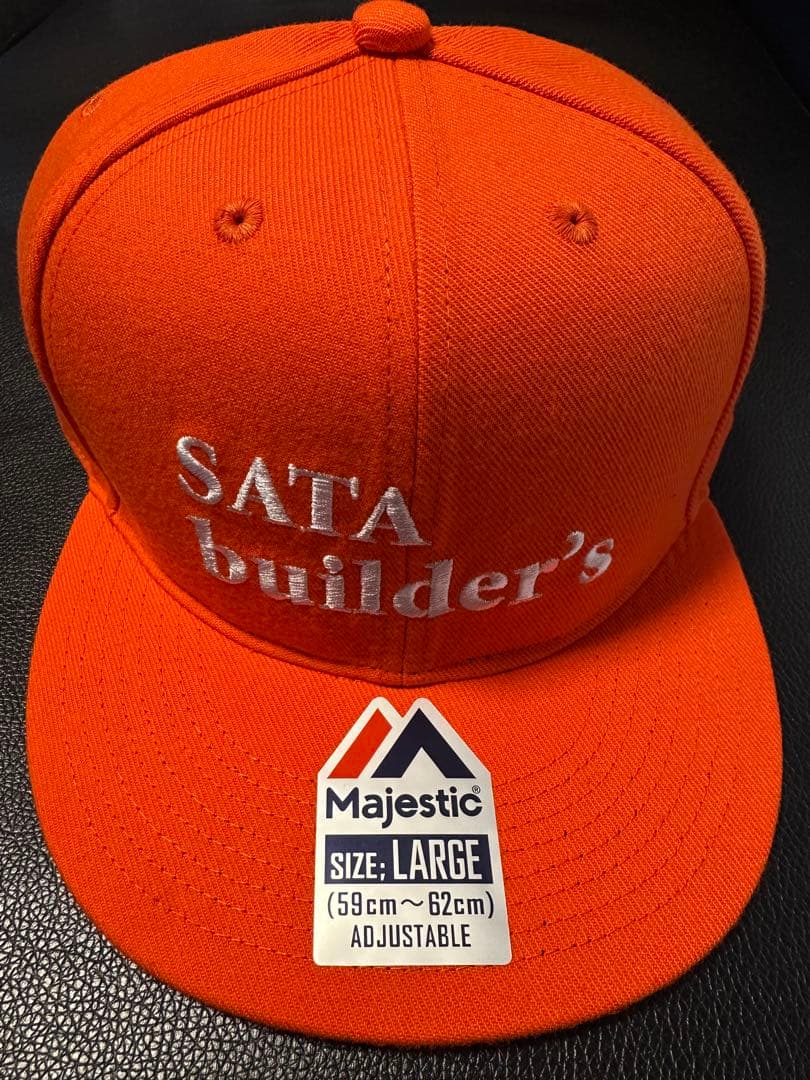 SATA
builder's
Majestic®
SIZE; LARGE
(59cm～62cm)
ADJUSTABLE